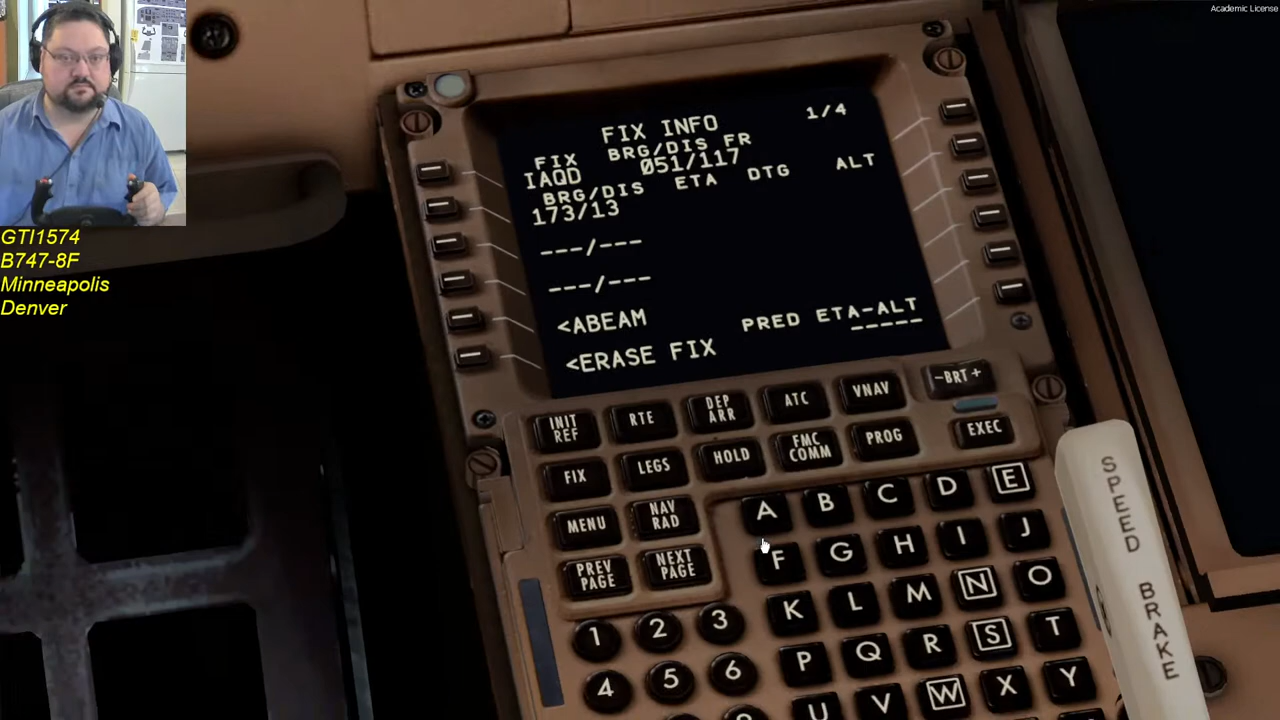 Academic License
GTI1574
B747-8F
Minneapolis
Denver
FIX INFO 1/4
FIX BRG/DIS FR
IAQD 051/117
BRG/DIS ETA DTG ALT
173/13
---/---
---/---
<ABEAM PRED ETA-ALT
<ERASE FIX -----
INIT REF RTE DEP ARR ATC VNAV -BRT+
FIX LEGS HOLD FMC COMM PROG EXEC
MENU NAV RAD
PREV PAGE NEXT PAGE
A B C D E
F G H I J
K L M N O
P Q R S T
U V W X Y
1 2 3
4 5 6
SPEED BRAKE